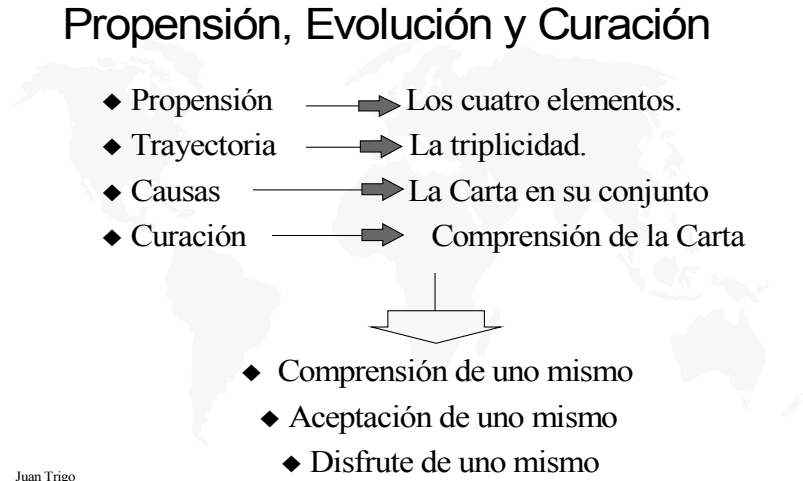 Propensión, Evolución y Curación
◆ Propensión Los cuatro elementos.
◆ Trayectoria La triplicidad.
◆ Causas La Carta en su conjunto
◆ Curación Comprensión de la Carta
◆ Comprensión de uno mismo
◆ Aceptación de uno mismo
◆ Disfrute de uno mismo
Juan Trigo